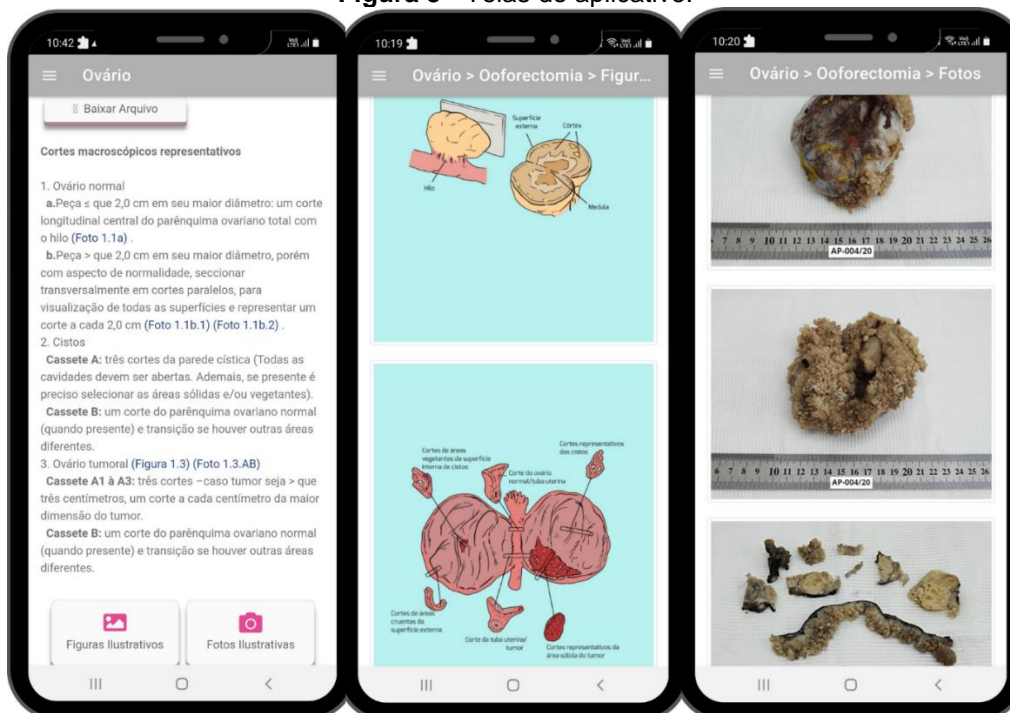 10:42
Ovário
Baixar Arquivo
Cortes macroscópicos representativos
1. Ovário normal
a.Peça ≤ que 2,0 cm em seu maior diâmetro: um corte
longitudinal central do parênquima ovariano total com
o hilo (Foto 1.1a) .
b.Peça > que 2,0 cm em seu maior diâmetro, porém
com aspecto de normalidade, seccionar
transversalmente em cortes paralelos, para
visualização de todas as superfícies e representar um
corte a cada 2,0 cm (Foto 1.1b.1) (Foto 1.1b.2) .
2. Cistos
Cassete A: três cortes da parede cística (Todas as
cavidades devem ser abertas. Ademais, se presente é
preciso selecionar as áreas sólidas e/ou vegetantes).
Cassete B: um corte do parênquima ovariano normal
(quando presente) e transição se houver outras áreas
diferentes.
3. Ovário tumoral (Figura 1.3) (Foto 1.3.AB)
Cassete A1 à A3: três cortes –caso tumor seja > que
três centímetros, um corte a cada centímetro da maior
dimensão do tumor.
Cassete B: um corte do parênquima ovariano normal
(quando presente) e transição se houver outras áreas
diferentes.
Figuras Ilustrativos
Fotos Ilustrativas
10:19
Ovário > Ooforectomia > Figur...
Superfície
externa
Córtex
Hilo
Medula
Cortes de áreas
vegetantes da superfície
interna de cistos
Corte do ovário
normal/tuba uterina
Cortes representativos
dos cistos
Cortes de áreas
cruentas da
superfície externa
Corte da tuba uterina/
tumor
Cortes representativos da
área sólida do tumor
10:20
Ovário > Ooforectomia > Fotos
7 8 9 10 11 12 13 14 15 16 17 18 19 20 21 22 23 24 25 26
AP-004/20
6 7 8 9 10 11 12 13 14 15 16 17 18 19 20 21 22 23 24 25 26
AP-004/20